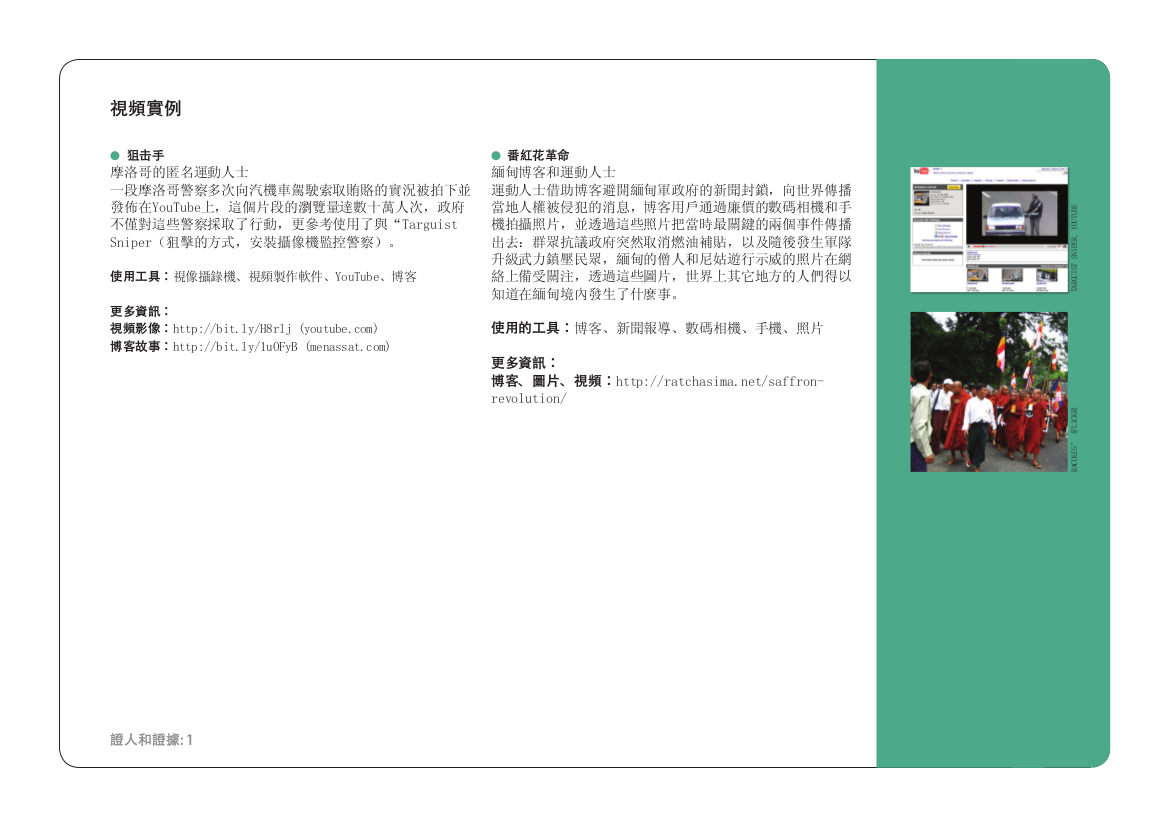 視頻實例
● 狙击手
摩洛哥的匿名運動人士
一段摩洛哥警察多次向汽機車駕駛索取賄賂的實況被拍下並
發佈在YouTube上，這個片段的瀏覽量達數十萬人次，政府
不僅對這些警察採取了行動，更參考使用了與“Targuist
Sniper（狙擊的方式，安裝攝像機監控警察）。
使用工具：視像攝錄機、視頻製作軟件、YouTube、博客
更多資訊：
視頻影像：http://bit.ly/H8r1j (youtube.com)
博客故事：http://bit.ly/1uOFyB (menassat.com)
● 番紅花革命
緬甸博客和運動人士
運動人士借助博客避開緬甸軍政府的新聞封鎖，向世界傳播
當地人權被侵犯的消息，博客用戶通過廉價的數碼相機和手
機拍攝照片，並透過這些照片把當時最關鍵的兩個事件傳播
出去：群眾抗議政府突然取消燃油補貼，以及隨後發生軍隊
升級武力鎮壓民眾，緬甸的僧人和尼姑遊行示威的照片在網
絡上備受關注，透過這些圖片，世界上其它地方的人們得以
知道在緬甸境內發生了什麼事。
使用的工具：博客、新聞報導、數碼相機、手機、照片
更多資訊：
博客、圖片、視頻：http://ratchasima.net/saffron-
revolution/
YouTube
SNIPER, YOUTUBE
RACOLES' (FLICKR)
證人和證據: 1